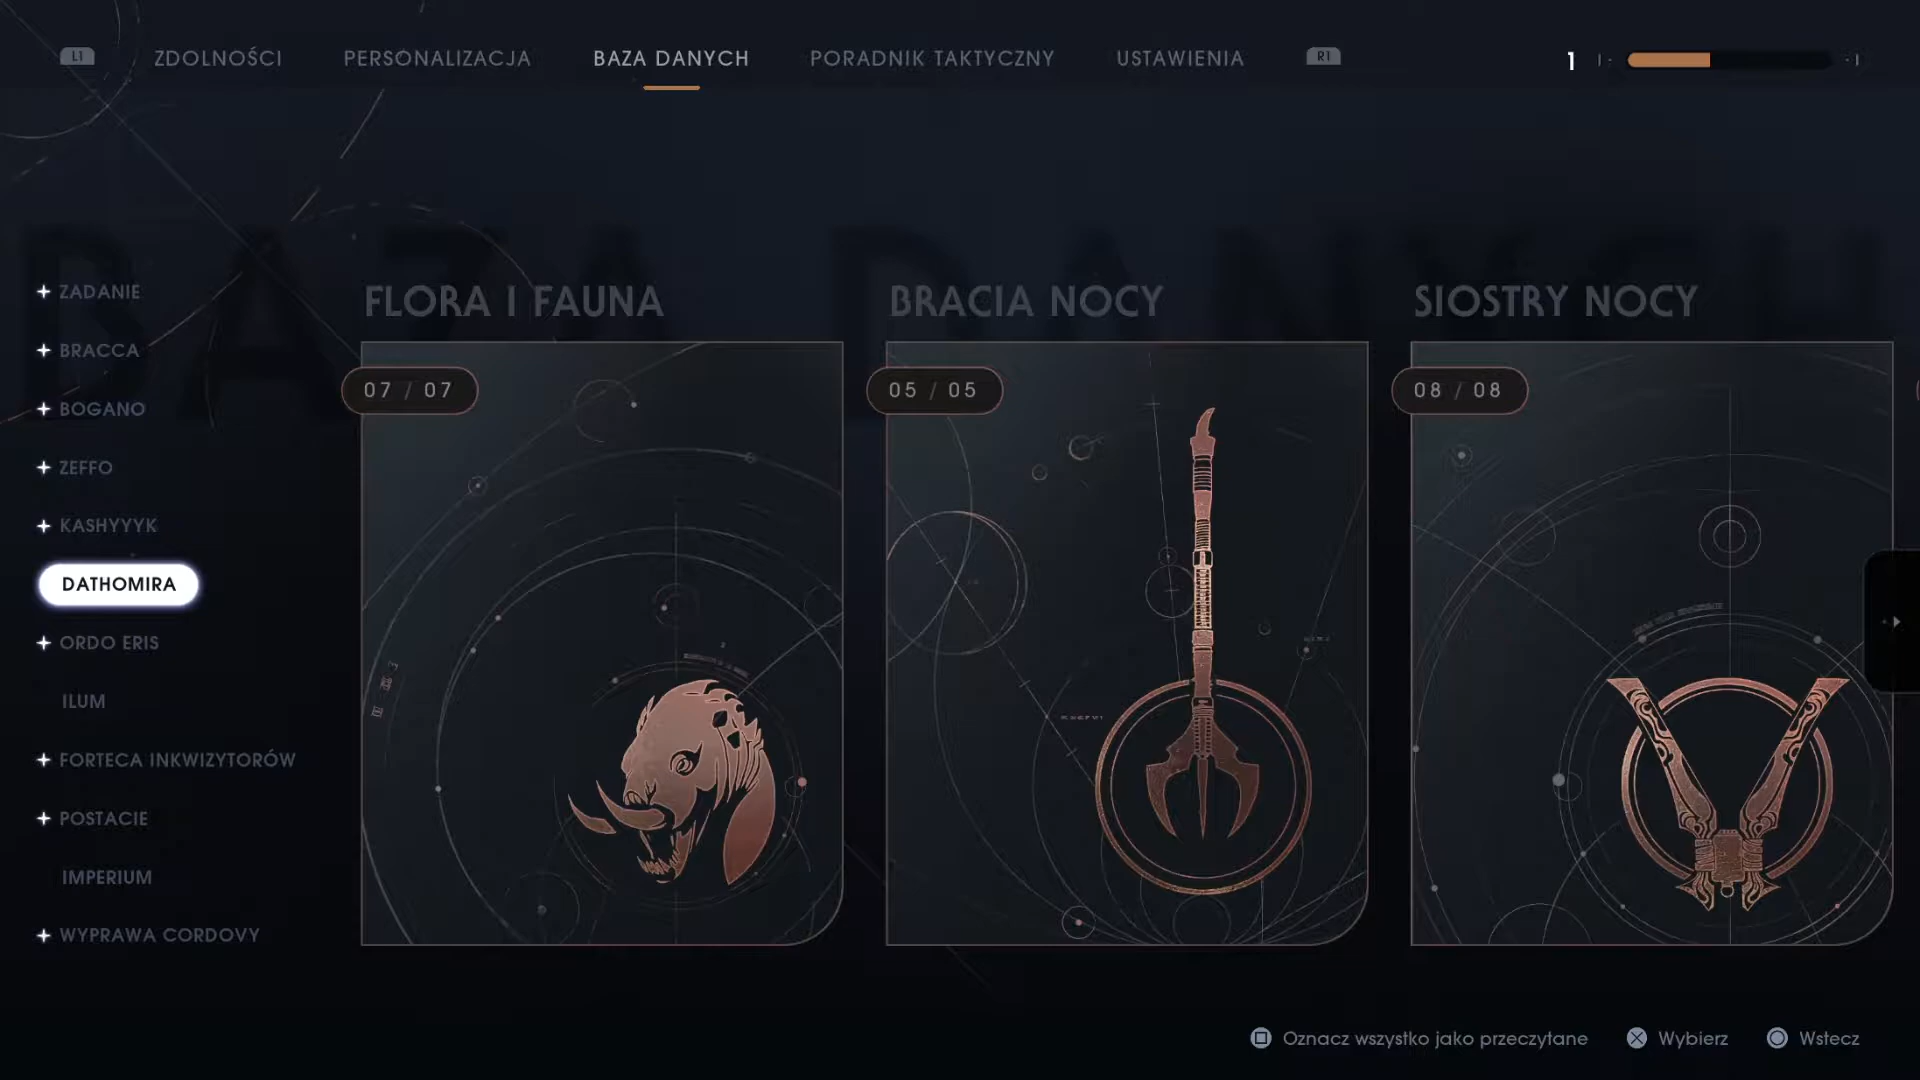 L1 ZDOLNOŚCI PERSONALIZACJA BAZA DANYCH PORADNIK TAKTYCZNY USTAWIENIA R1 1
BAZA DANYCH
ZADANIE
BRACCA
BOGANO
ZEFFO
KASHYYYK
DATHOMIRA
ORDO ERIS
ILUM
FORTECA INKWIZYTORÓW
POSTACIE
IMPERIUM
WYPRAWA CORDOVY
FLORA I FAUNA
07 / 07
BRACIA NOCY
05 / 05
SIOSTRY NOCY
08 / 08
Oznacz wszystko jako przeczytane Wybierz Wstecz